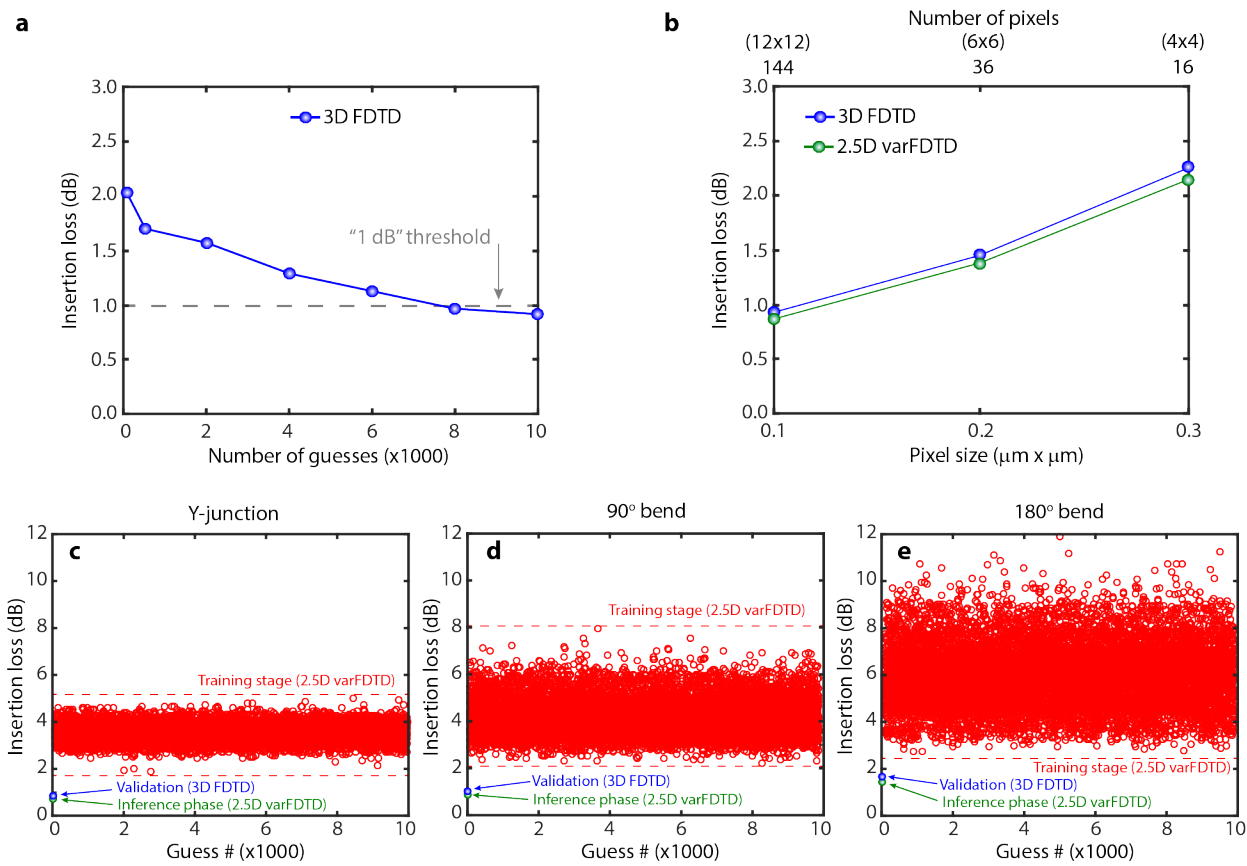 a
3.0
2.5
2.0
1.5
1.0
0.5
0.0
Insertion loss (dB)
3D FDTD
“1 dB” threshold
0 2 4 6 8 10
Number of guesses (x1000)
b
Number of pixels
(12x12) (6x6) (4x4)
144 36 16
3.0
2.5
2.0
1.5
1.0
0.5
0.0
Insertion loss (dB)
3D FDTD
2.5D varFDTD
0.1 0.2 0.3
Pixel size (μm x μm)
Y-junction
c
12
10
8
6
4
2
0
Insertion loss (dB)
Training stage (2.5D varFDTD)
Validation (3D FDTD)
Inference phase (2.5D varFDTD)
0 2 4 6 8 10
Guess # (x1000)
90° bend
d
12
10
8
6
4
2
0
Insertion loss (dB)
Training stage (2.5D varFDTD)
Validation (3D FDTD)
Inference phase (2.5D varFDTD)
0 2 4 6 8 10
Guess # (x1000)
180° bend
e
12
10
8
6
4
2
0
Insertion loss (dB)
Training stage (2.5D varFDTD)
Validation (3D FDTD)
Inference phase (2.5D varFDTD)
0 2 4 6 8 10
Guess # (x1000)